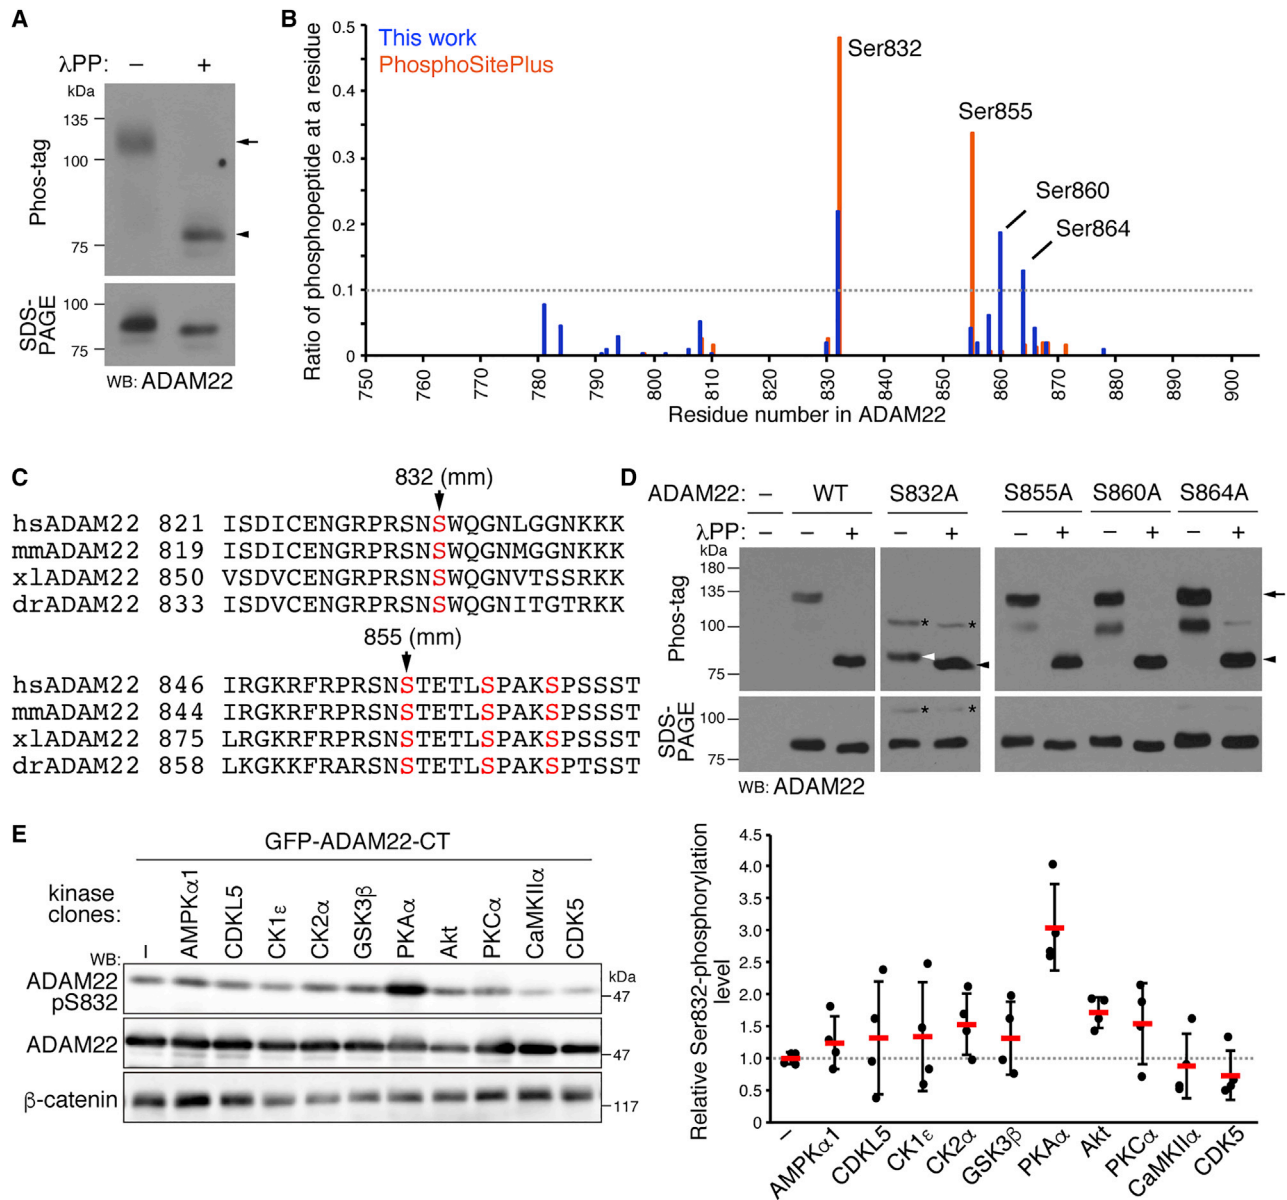 A
λPP: − +
kDa
135
100
75
Phos-tag
100
75
SDS-
PAGE
WB: ADAM22
B
This work
PhosphoSitePlus
Ratio of phosphopeptide at a residue
0.5
0.4
0.3
0.2
0.1
0
Ser832
Ser855
Ser860
Ser864
750 760 770 780 790 800 810 820 830 840 850 860 870 880 890 900
Residue number in ADAM22
C
832 (mm)
hsADAM22 821 ISDICENGRPRSNSWQGNLGGNKKK
mmADAM22 819 ISDICENGRPRSNSWQGNMGGNKKK
xlADAM22 850 VSDVCENGRPRSNSWQGNVTSSRKK
drADAM22 833 ISDVCENGRPRSNSWQGNITGTRKK
855 (mm)
hsADAM22 846 IRGKRFRPRSNSTETLSPAKSPSSST
mmADAM22 844 IRGKRFRPRSNSTETLSPAKSPSSST
xlADAM22 875 LRGKRFRPRSNSTETLSPAKSPSSST
drADAM22 858 LKGKKFRARSNSTETLSPAKSPTSST
D
ADAM22: − WT S832A S855A S860A S864A
λPP: − − + − + − + − + − +
kDa
180
135
100
75
Phos-tag
* *
100
75
SDS-
PAGE
* *
WB: ADAM22
E
GFP-ADAM22-CT
kinase
clones:
− AMPKα1 CDKL5 CK1ε CK2α GSK3β PKAα Akt PKCα CaMKIIα CDK5
WB:
ADAM22
pS832
kDa
47
ADAM22
47
β-catenin
117
Relative Ser832-phosphorylation
level
4.5
4.0
3.5
3.0
2.5
2.0
1.5
1.0
0.5
0
− AMPKα1 CDKL5 CK1ε CK2α GSK3β PKAα Akt PKCα CaMKIIα CDK5